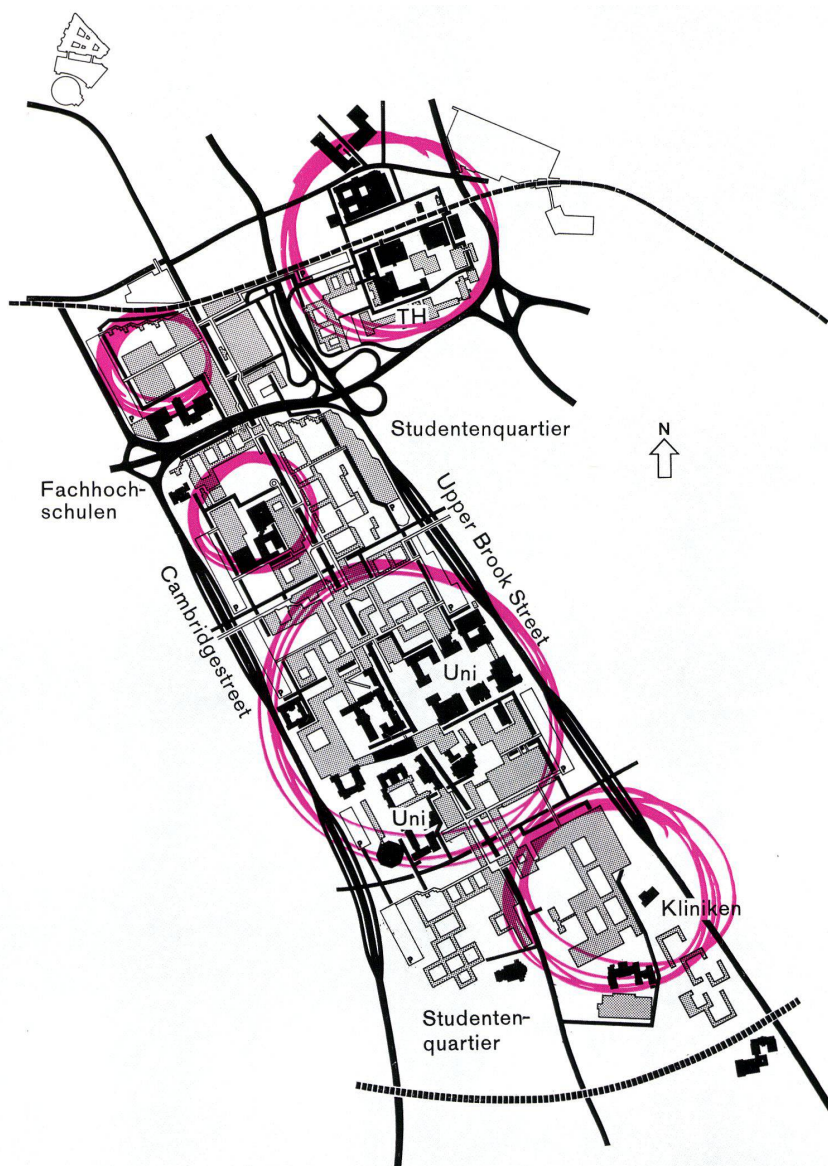 TH
Studentenquartier
N
Fachhoch-
schulen
Upper Brook Street
Cambridgestreet
Uni
Uni
Kliniken
Studenten-
quartier